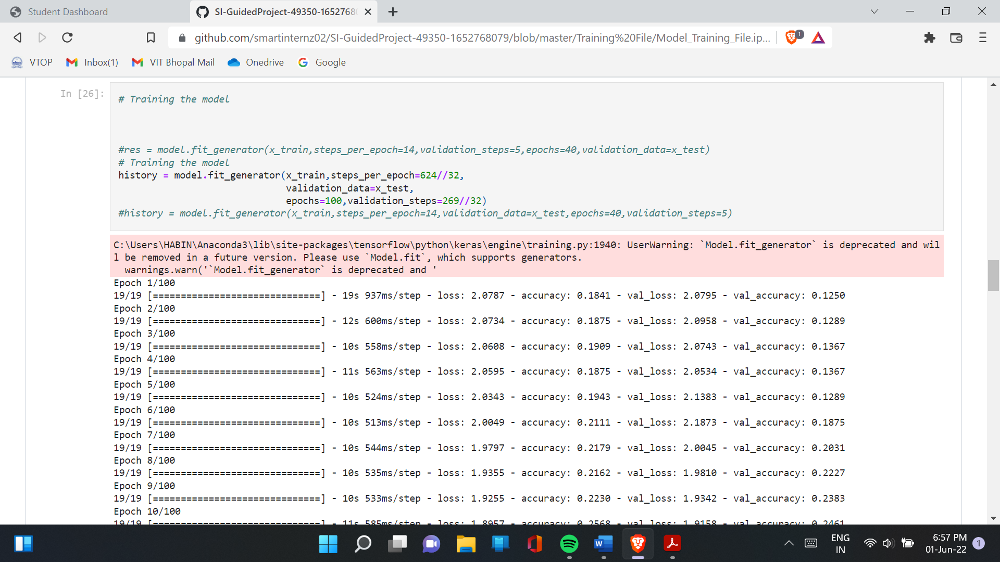 Student Dashboard
SI-GuidedProject-49350-16527680
github.com/smartinternz02/SI-GuidedProject-49350-1652768079/blob/master/Training%20File/Model_Training_File.ip...
1
VTOP
Inbox(1)
VIT Bhopal Mail
Onedrive
Google
In [26]:
# Training the model
#res = model.fit_generator(x_train,steps_per_epoch=14,validation_steps=5,epochs=40,validation_data=x_test)
# Training the model
history = model.fit_generator(x_train,steps_per_epoch=624//32,
validation_data=x_test,
epochs=100,validation_steps=269//32)
#history = model.fit_generator(x_train,steps_per_epoch=14,validation_data=x_test,epochs=40,validation_steps=5)
C:\Users\HABIN\Anaconda3\lib\site-packages\tensorflow\python\keras\engine\training.py:1940: UserWarning: `Model.fit_generator` is deprecated and wil
l be removed in a future version. Please use `Model.fit`, which supports generators.
warnings.warn('`Model.fit_generator` is deprecated and '
Epoch 1/100
19/19 [==============================] - 19s 937ms/step - loss: 2.0787 - accuracy: 0.1841 - val_loss: 2.0795 - val_accuracy: 0.1250
Epoch 2/100
19/19 [==============================] - 12s 600ms/step - loss: 2.0734 - accuracy: 0.1875 - val_loss: 2.0958 - val_accuracy: 0.1289
Epoch 3/100
19/19 [==============================] - 10s 558ms/step - loss: 2.0608 - accuracy: 0.1909 - val_loss: 2.0743 - val_accuracy: 0.1367
Epoch 4/100
19/19 [==============================] - 11s 563ms/step - loss: 2.0595 - accuracy: 0.1875 - val_loss: 2.0534 - val_accuracy: 0.1367
Epoch 5/100
19/19 [==============================] - 10s 524ms/step - loss: 2.0343 - accuracy: 0.1943 - val_loss: 2.1383 - val_accuracy: 0.1289
Epoch 6/100
19/19 [==============================] - 10s 513ms/step - loss: 2.0049 - accuracy: 0.2111 - val_loss: 2.1873 - val_accuracy: 0.1875
Epoch 7/100
19/19 [==============================] - 10s 544ms/step - loss: 1.9797 - accuracy: 0.2179 - val_loss: 2.0045 - val_accuracy: 0.2031
Epoch 8/100
19/19 [==============================] - 10s 535ms/step - loss: 1.9355 - accuracy: 0.2162 - val_loss: 1.9810 - val_accuracy: 0.2227
Epoch 9/100
19/19 [==============================] - 10s 533ms/step - loss: 1.9255 - accuracy: 0.2230 - val_loss: 1.9342 - val_accuracy: 0.2383
Epoch 10/100
19/19 [==============================] - 11s 585ms/step - loss: 1.8957 - accuracy: 0.2568 - val_loss: 1.9158 - val_accuracy: 0.2461
W
ENG
IN
6:57 PM
01-Jun-22
1